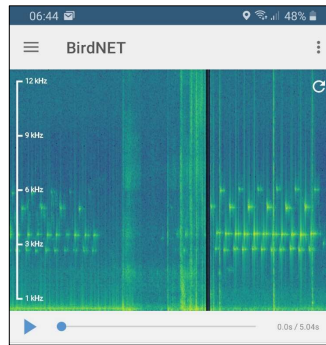 06:44 48%
BirdNET
12 kHz
9 kHz
6 kHz
3 kHz
1 kHz
0.0s / 5.04s